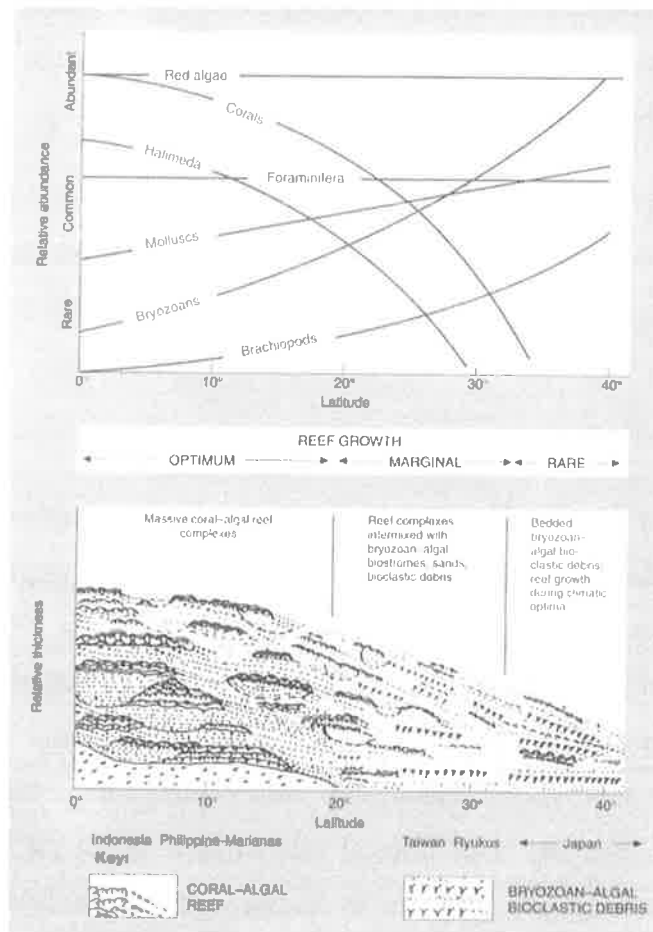 Abundant
Common
Rare
Relative abundance
Red algae
Corals
Halimeda
Foraminifera
Molluscs
Bryozoans
Brachiopods
0°
10°
20°
30°
40°
Latitude
REEF GROWTH
OPTIMUM
MARGINAL
RARE
Massive coral–algal reef
complexes
Reef complexes
intermixed with
bryozoan–algal
biostromes, sands,
bioclastic debris
Bedded
bryozoan–
algal bio-
clastic debris;
reef growth
during climatic
optima
Relative thickness
0°
10°
20°
30°
40°
Latitude
Indonesia Philippine–Marianas
Taiwan Ryukus
Japan
Key:
CORAL–ALGAL
REEF
BRYOZOAN–ALGAL
BIOCLASTIC DEBRIS